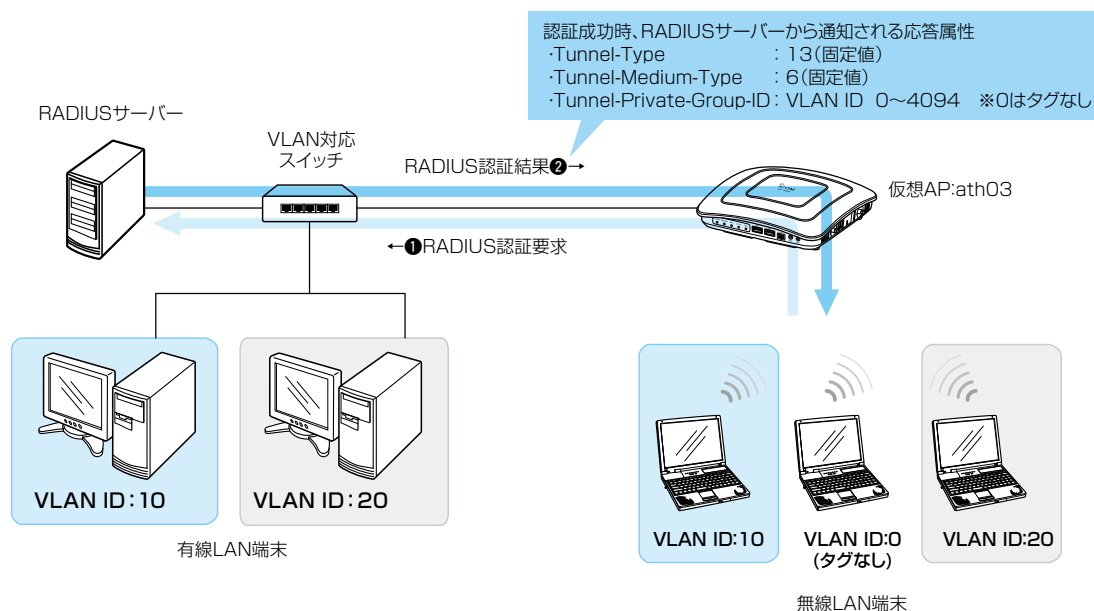 認証成功時、RADIUSサーバーから通知される応答属性
・Tunnel-Type : 13(固定値)
・Tunnel-Medium-Type : 6(固定値)
・Tunnel-Private-Group-ID : VLAN ID 0〜4094 ※0はタグなし
RADIUSサーバー
VLAN対応
スイッチ
RADIUS認証結果❷→
仮想AP:ath03
←❶RADIUS認証要求
VLAN ID:10
VLAN ID:20
有線LAN端末
VLAN ID:10
VLAN ID:0
(タグなし)
VLAN ID:20
無線LAN端末